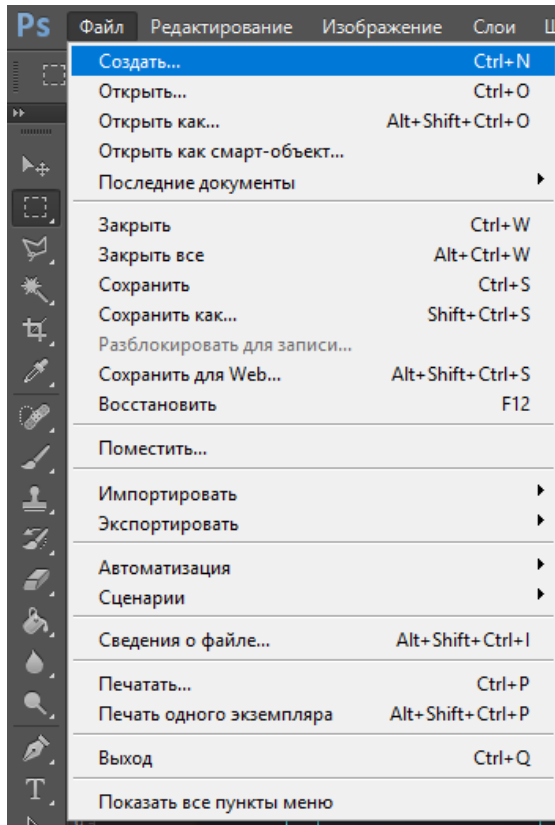 Ps Файл Редактирование Изображение Слои
Создать... Ctrl+N
Открыть... Ctrl+O
Открыть как... Alt+Shift+Ctrl+O
Открыть как смарт-объект...
Последние документы
Закрыть Ctrl+W
Закрыть все Alt+Ctrl+W
Сохранить Ctrl+S
Сохранить как... Shift+Ctrl+S
Разблокировать для записи...
Сохранить для Web... Alt+Shift+Ctrl+S
Восстановить F12
Поместить...
Импортировать
Экспортировать
Автоматизация
Сценарии
Сведения о файле... Alt+Shift+Ctrl+I
Печатать... Ctrl+P
Печать одного экземпляра Alt+Shift+Ctrl+P
Выход Ctrl+Q
Показать все пункты меню